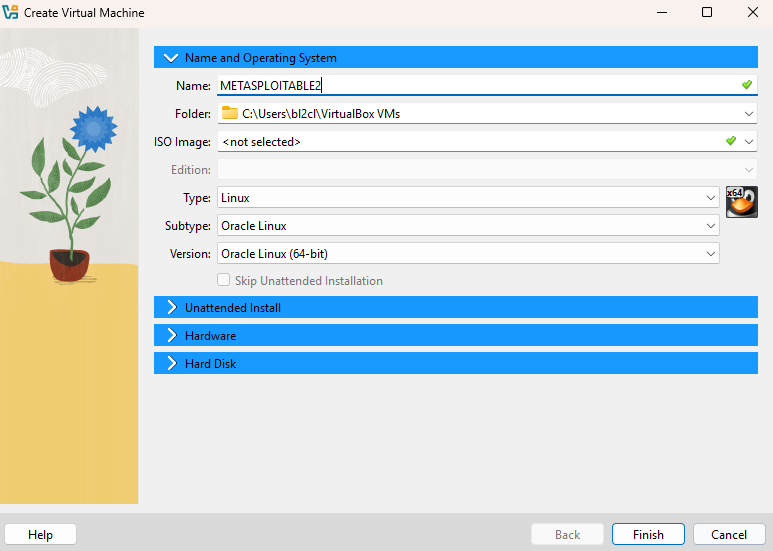 Create Virtual Machine
Name and Operating System
Name: METASPLOITABLE2
Folder: C:\Users\bl2cl\VirtualBox VMs
ISO Image: <not selected>
Edition:
Type: Linux
x64
Subtype: Oracle Linux
Version: Oracle Linux (64-bit)
Skip Unattended Installation
Unattended Install
Hardware
Hard Disk
Help Back Finish Cancel